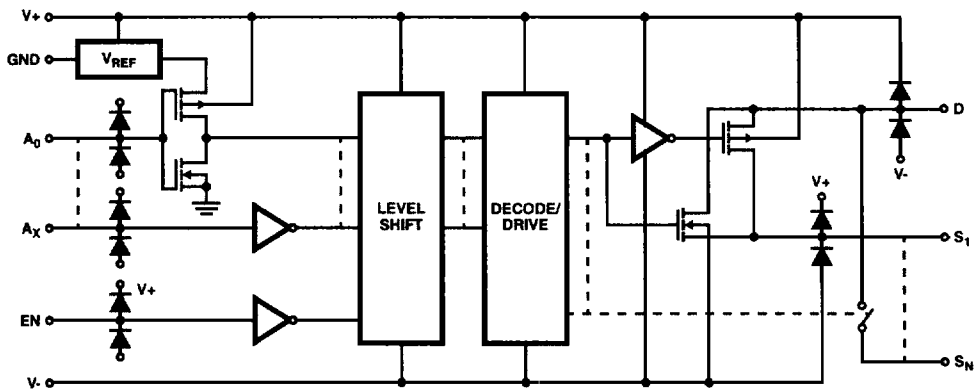 V+
GND
VREF
A0
AX
V+
EN
V-
LEVEL
SHIFT
DECODE/
DRIVE
D
V-
V+
S1
SN